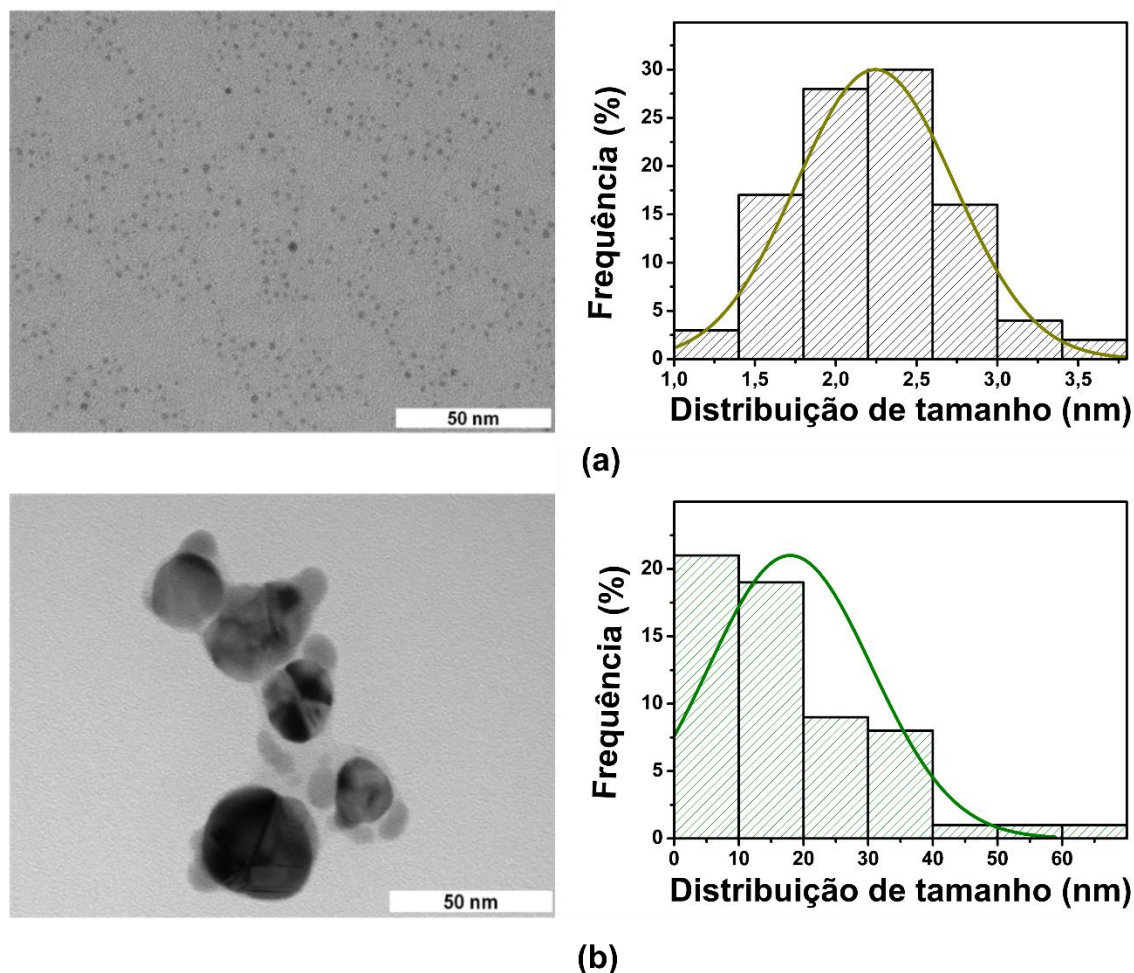 50 nm
Frequência (%)
30
25
20
15
10
5
0
1,0 1,5 2,0 2,5 3,0 3,5
Distribuição de tamanho (nm)
(a)
50 nm
Frequência (%)
20
15
10
5
0
0 10 20 30 40 50 60
Distribuição de tamanho (nm)
(b)